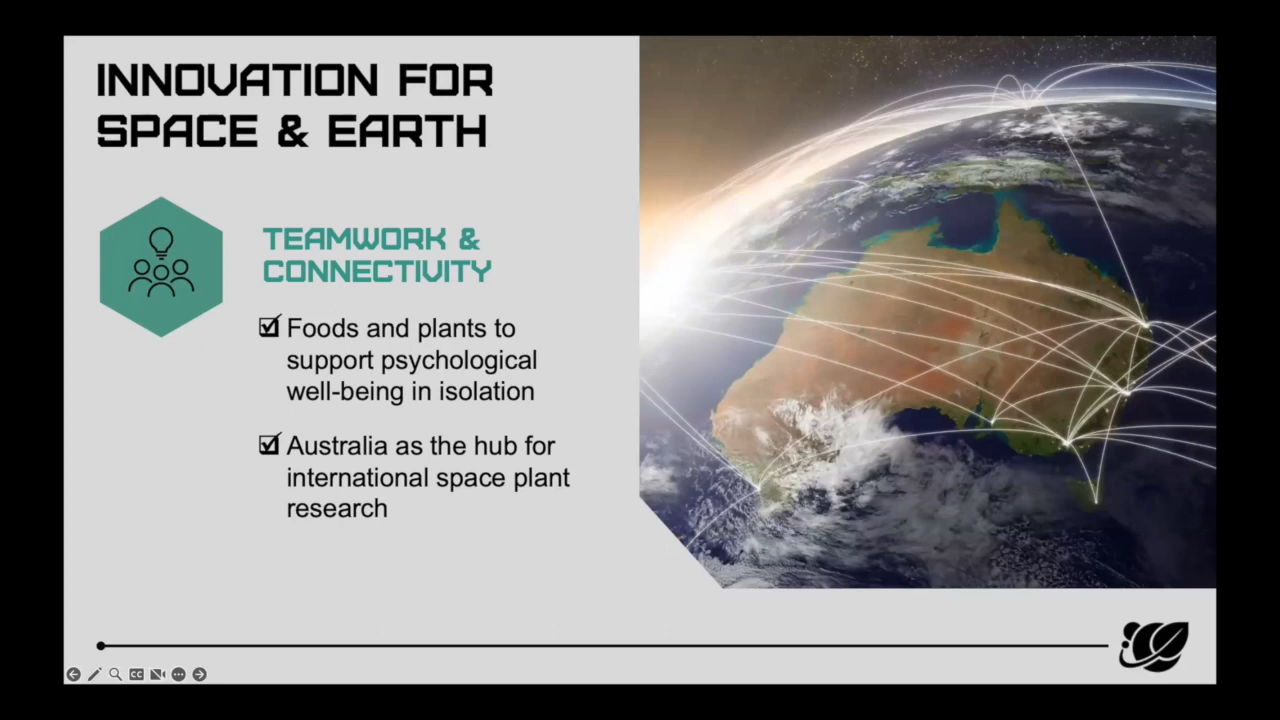 INNOVATION FOR
SPACE & EARTH
TEAMWORK &
CONNECTIVITY
Foods and plants to
support psychological
well-being in isolation
Australia as the hub for
international space plant
research
CC